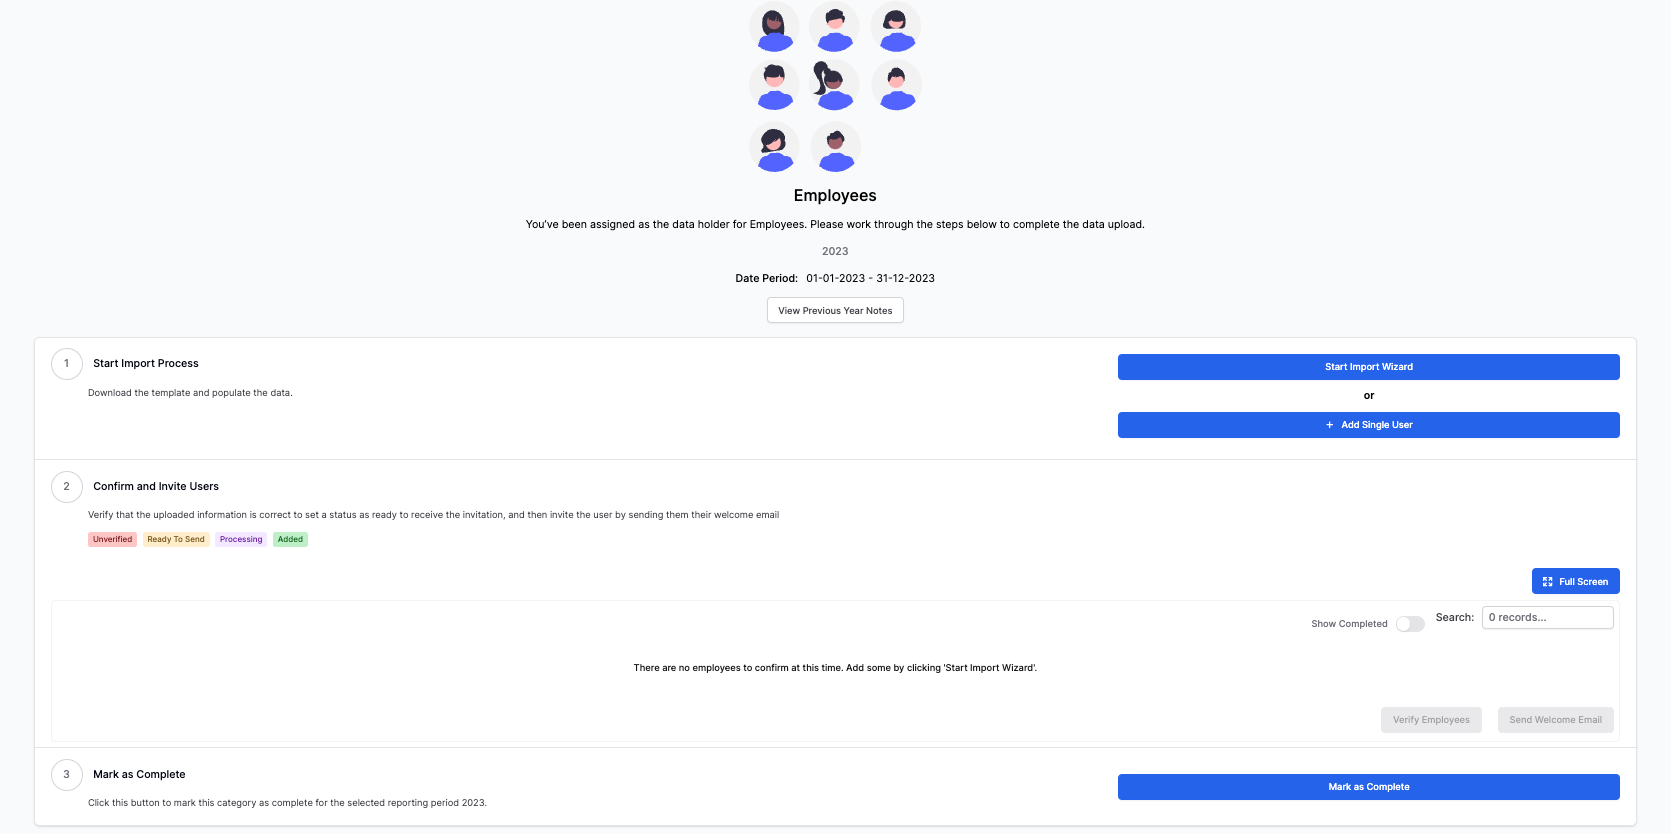 Employees
You've been assigned as the data holder for Employees. Please work through the steps below to complete the data upload.
2023
Date Period: 01-01-2023 - 31-12-2023
View Previous Year Notes
1 Start Import Process
Download the template and populate the data.
Start Import Wizard
or
+ Add Single User
2 Confirm and Invite Users
Verify that the uploaded information is correct to set a status as ready to receive the invitation, and then invite the user by sending them their welcome email
Unverified Ready To Send Processing Added
Full Screen
Show Completed Search: 0 records...
There are no employees to confirm at this time. Add some by clicking 'Start Import Wizard'.
Verify Employees Send Welcome Email
3 Mark as Complete
Click this button to mark this category as complete for the selected reporting period 2023.
Mark as Complete